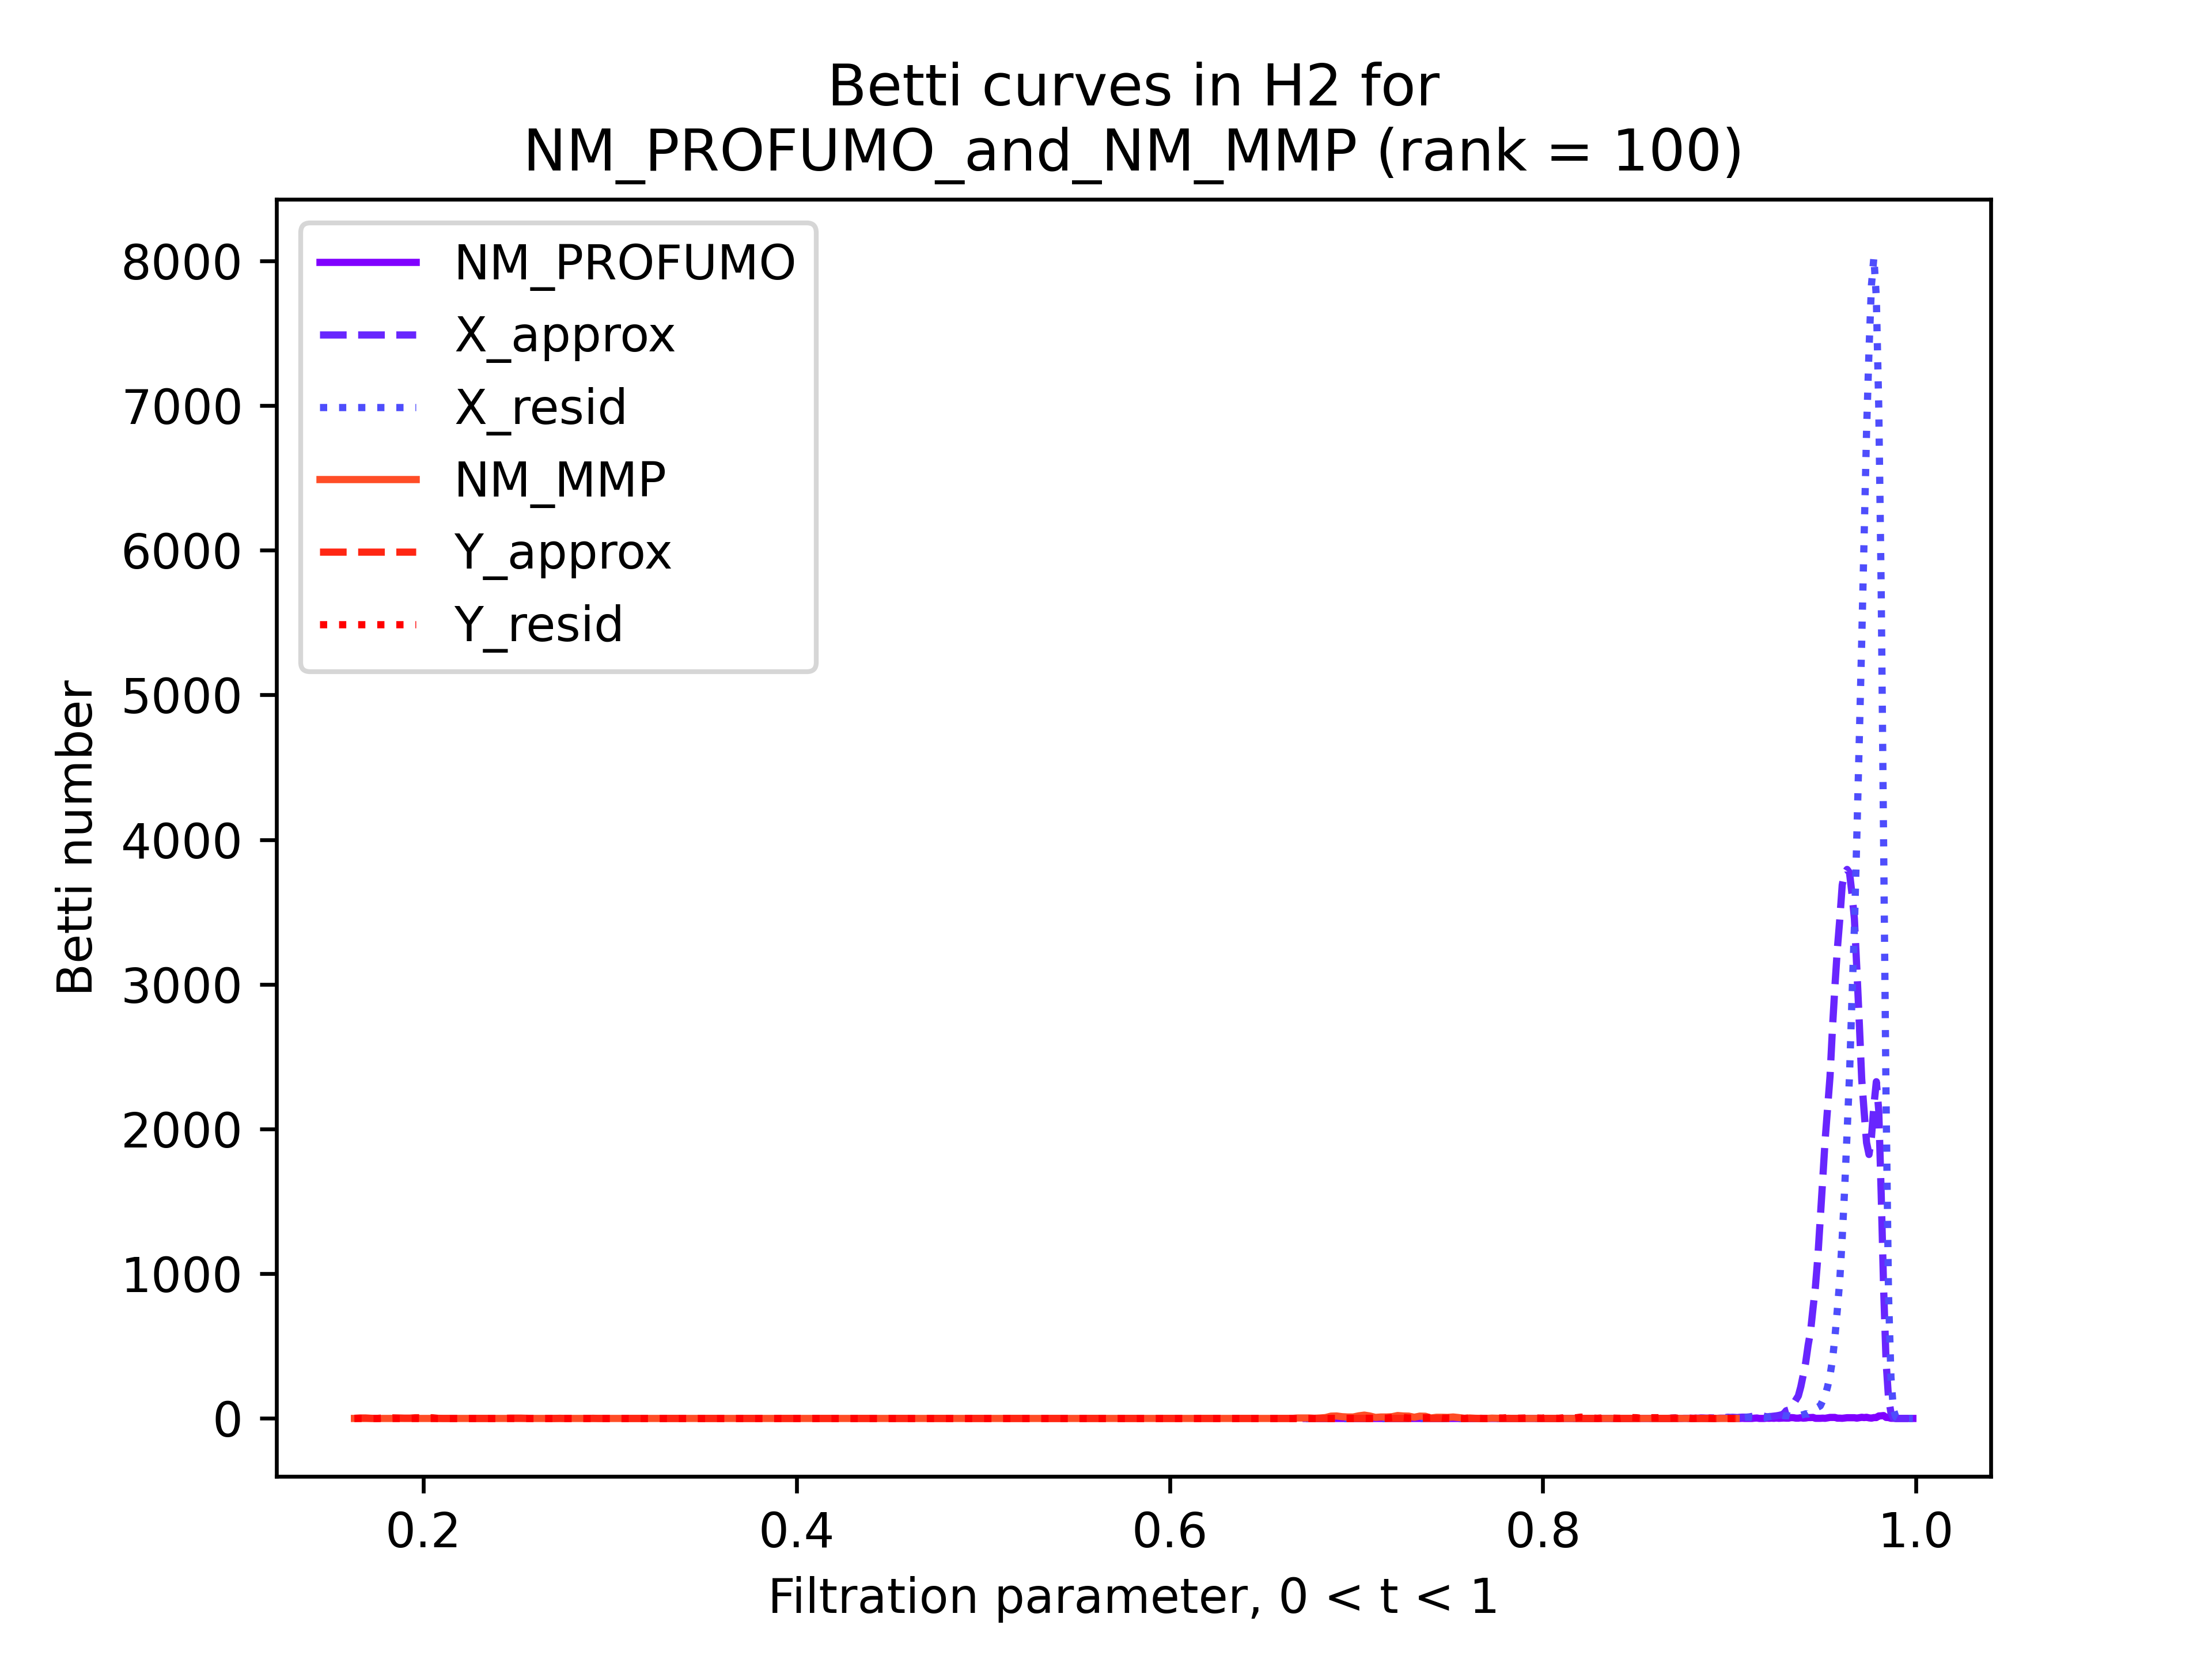 Betti curves in H2 for
NM_PROFUMO_and_NM_MMP (rank = 100)
NM_PROFUMO
X_approx
X_resid
NM_MMP
Y_approx
Y_resid
8000
7000
6000
5000
4000
3000
2000
1000
0
Betti number
0.2 0.4 0.6 0.8 1.0
Filtration parameter, 0 < t < 1